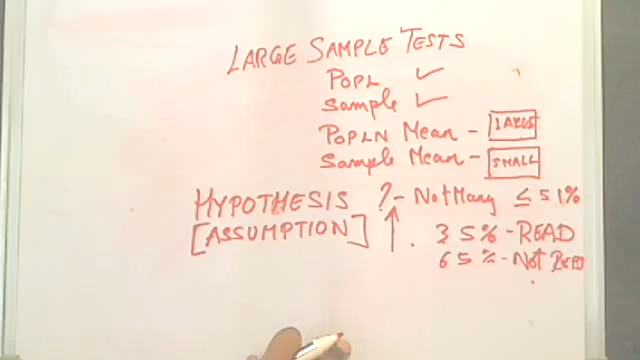 LARGE SAMPLE TESTS
POPL ✓
Sample ✓
POPLN Mean - LARGE
Sample Mean - SMALL
HYPOTHESIS ? - Not Many ≤ 51%
[ASSUMPTION] ↑ . 35% - READ
65% - Not READ